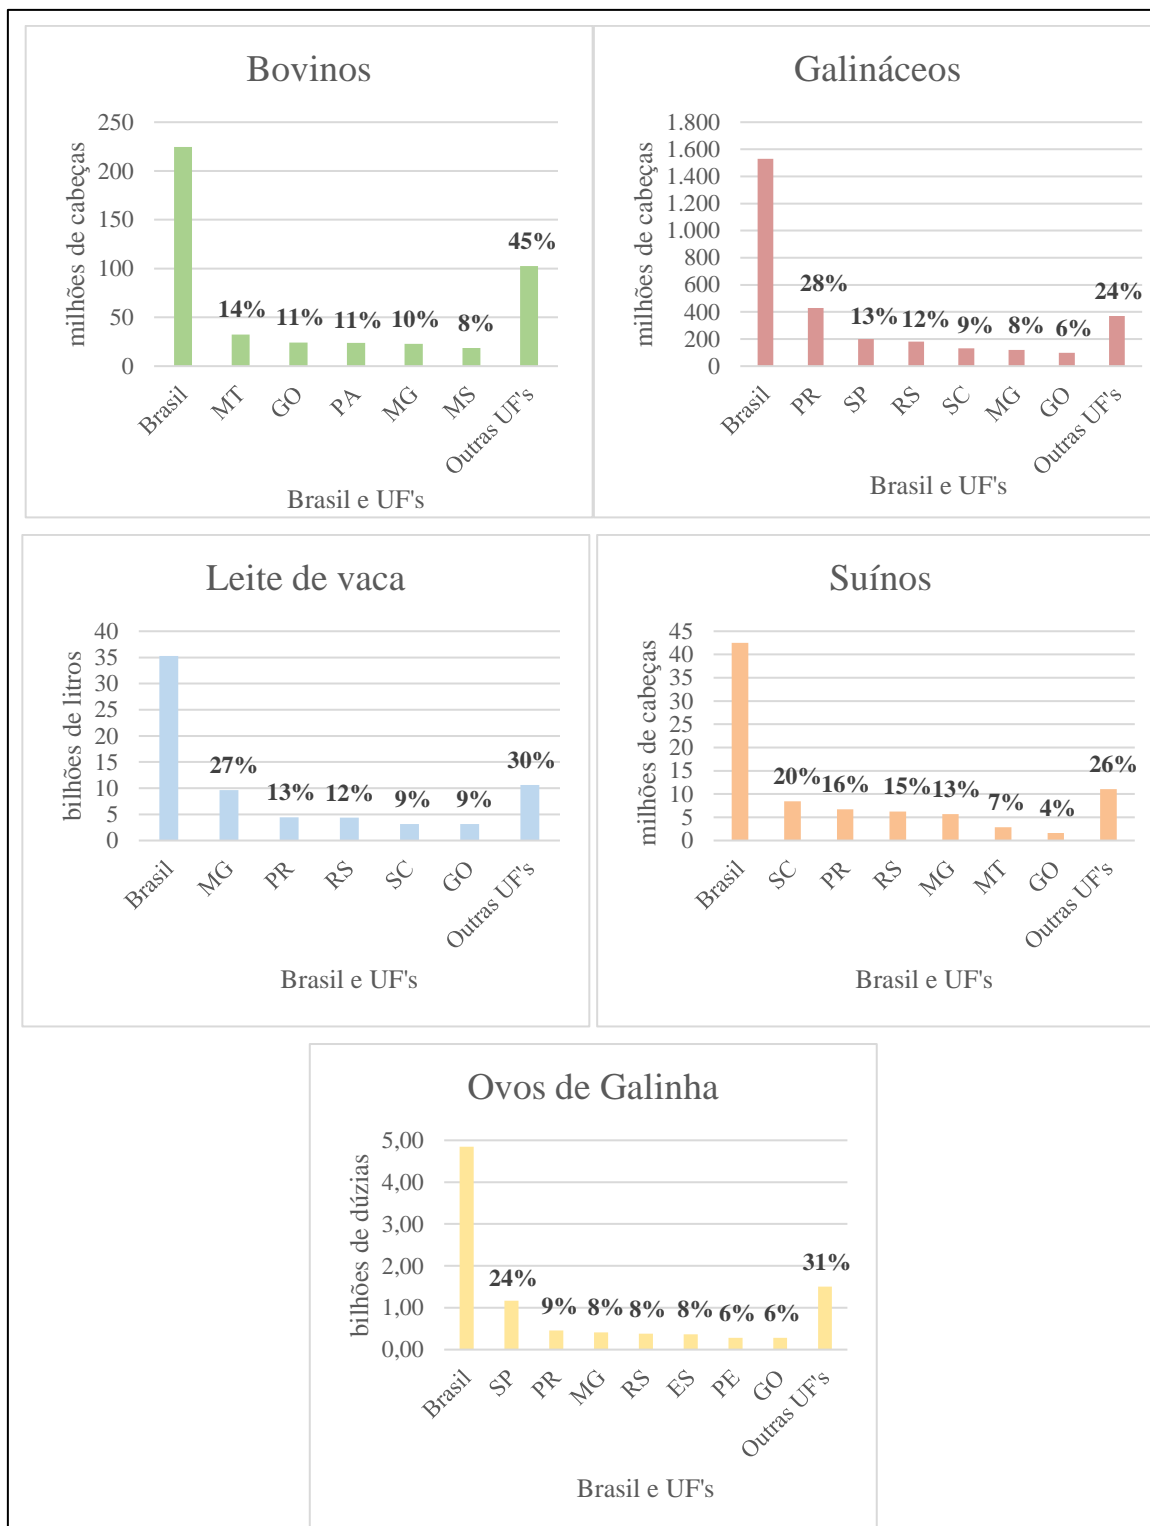 Bovinos
milhões de cabeças
250
200
150
100
50
0
14%
11%
11%
10%
8%
45%
Brasil
MT
GO
PA
MG
MS
Outras UF's
Brasil e UF's
Galináceos
milhões de cabeças
1.800
1.600
1.400
1.200
1.000
800
600
400
200
0
28%
13%
12%
9%
8%
6%
24%
Brasil
PR
SP
RS
SC
MG
GO
Outras UF's
Brasil e UF's
Leite de vaca
bilhões de litros
40
35
30
25
20
15
10
5
0
27%
13%
12%
9%
9%
30%
Brasil
MG
PR
RS
SC
GO
Outras UF's
Brasil e UF's
Suínos
milhões de cabeças
45
40
35
30
25
20
15
10
5
0
20%
16%
15%
13%
7%
4%
26%
Brasil
SC
PR
RS
MG
MT
GO
Outras UF's
Brasil e UF's
Ovos de Galinha
bilhões de dúzias
5,00
4,00
3,00
2,00
1,00
0,00
24%
9%
8%
8%
8%
6%
6%
31%
Brasil
SP
PR
MG
RS
ES
PE
GO
Outras UF's
Brasil e UF's